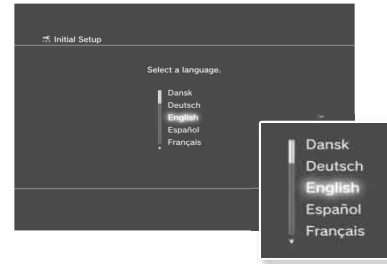 Initial Setup
Select a language.
Dansk
Deutsch
English
Español
Français
Dansk
Deutsch
English
Español
Français